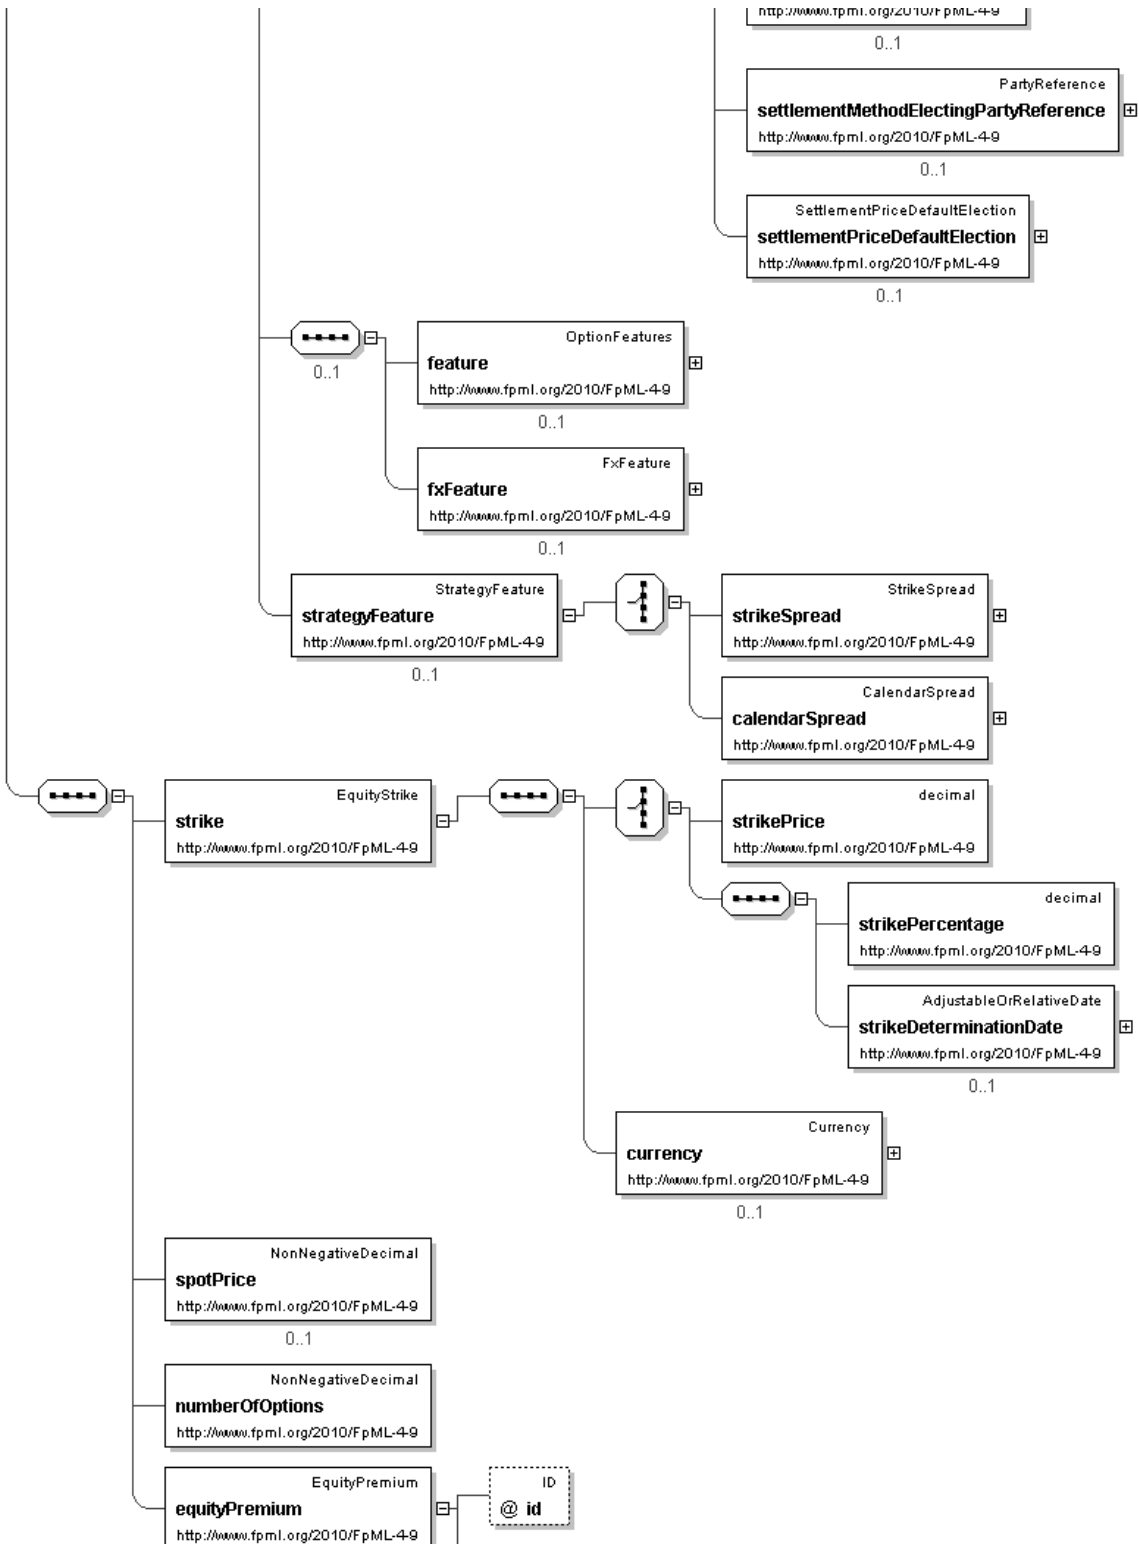 http://www.fpml.org/2010/FpML-4-9
0..1
PartyReference
settlementMethodElectingPartyReference
http://www.fpml.org/2010/FpML-4-9
0..1
SettlementPriceDefaultElection
settlementPriceDefaultElection
http://www.fpml.org/2010/FpML-4-9
0..1
0..1
OptionFeatures
feature
http://www.fpml.org/2010/FpML-4-9
0..1
FxFeature
fxFeature
http://www.fpml.org/2010/FpML-4-9
0..1
StrategyFeature
strategyFeature
http://www.fpml.org/2010/FpML-4-9
0..1
StrikeSpread
strikeSpread
http://www.fpml.org/2010/FpML-4-9
CalendarSpread
calendarSpread
http://www.fpml.org/2010/FpML-4-9
EquityStrike
strike
http://www.fpml.org/2010/FpML-4-9
decimal
strikePrice
http://www.fpml.org/2010/FpML-4-9
decimal
strikePercentage
http://www.fpml.org/2010/FpML-4-9
AdjustableOrRelativeDate
strikeDeterminationDate
http://www.fpml.org/2010/FpML-4-9
0..1
Currency
currency
http://www.fpml.org/2010/FpML-4-9
0..1
NonNegativeDecimal
spotPrice
http://www.fpml.org/2010/FpML-4-9
0..1
NonNegativeDecimal
numberOfOptions
http://www.fpml.org/2010/FpML-4-9
EquityPremium
equityPremium
http://www.fpml.org/2010/FpML-4-9
ID
@ id